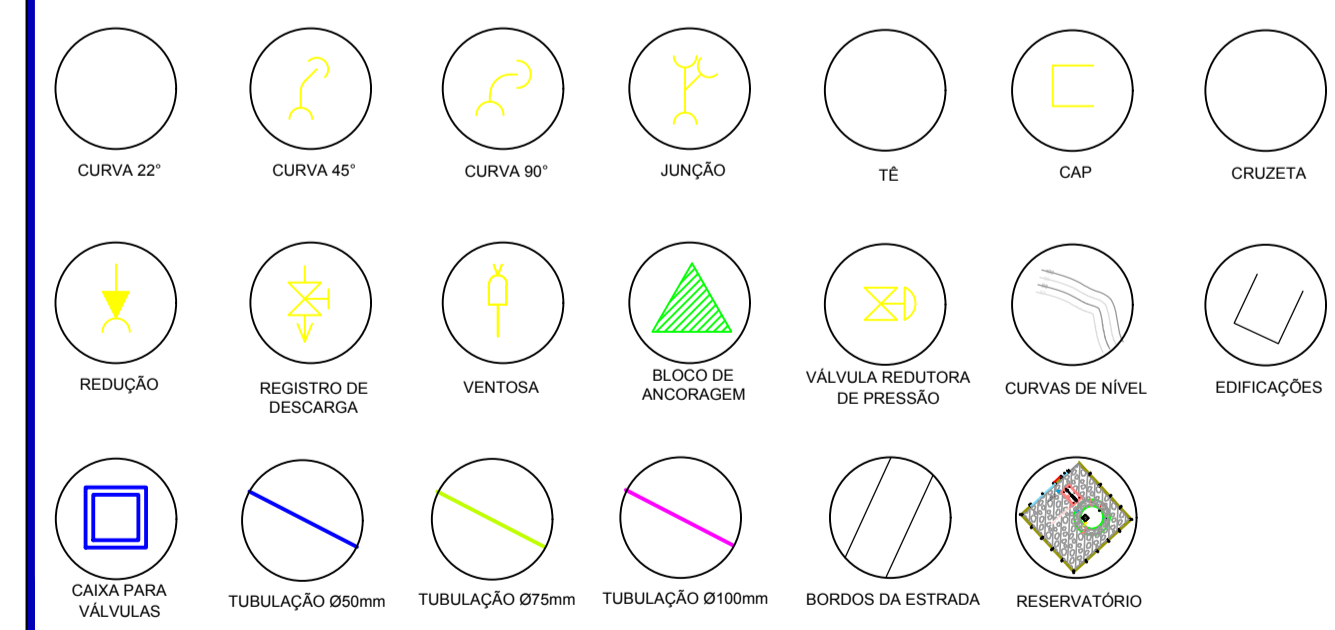 CURVA 22°
CURVA 45°
CURVA 90°
JUNÇÃO
TÊ
CAP
CRUZETA
REDUÇÃO
REGISTRO DE
DESCARGA
VENTOSA
BLOCO DE
ANCORAGEM
VÁLVULA REDUTORA
DE PRESSÃO
CURVAS DE NÍVEL
EDIFICAÇÕES
CAIXA PARA
VÁLVULAS
TUBULAÇÃO Ø50mm
TUBULAÇÃO Ø75mm
TUBULAÇÃO Ø100mm
BORDOS DA ESTRADA
RESERVATÓRIO